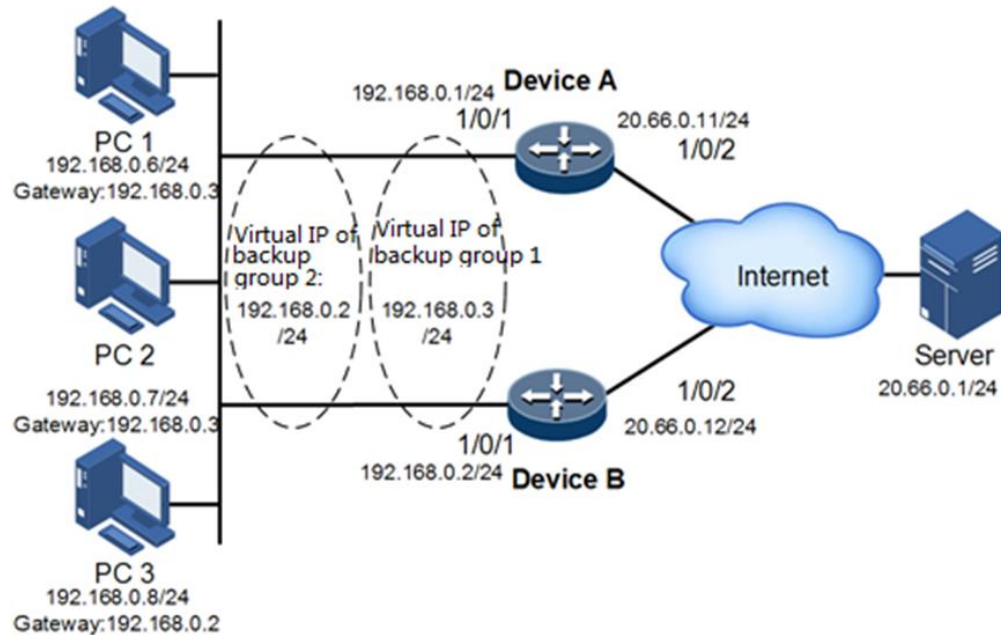 PC 1
192.168.0.6/24
Gateway:192.168.0.3
PC 2
192.168.0.7/24
Gateway:192.168.0.3
PC 3
192.168.0.8/24
Gateway:192.168.0.2
Virtual IP of
backup
group 2:
192.168.0.2
/24
Virtual IP of
backup group 1
192.168.0.3
/24
192.168.0.1/24
1/0/1
Device A
20.66.0.11/24
1/0/2
1/0/1
192.168.0.2/24
Device B
1/0/2
20.66.0.12/24
Internet
Server
20.66.0.1/24